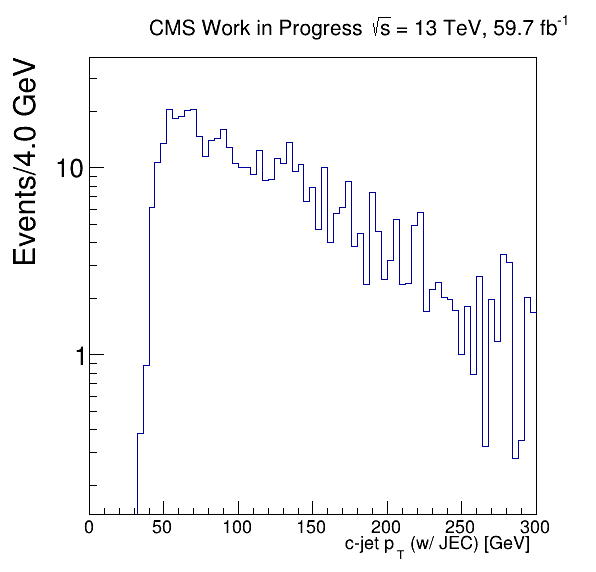 CMS Work in Progress √s = 13 TeV, 59.7 fb⁻¹
Events/4.0 GeV
10
1
0 50 100 150 200 250 300
c-jet p_T (w/ JEC) [GeV]